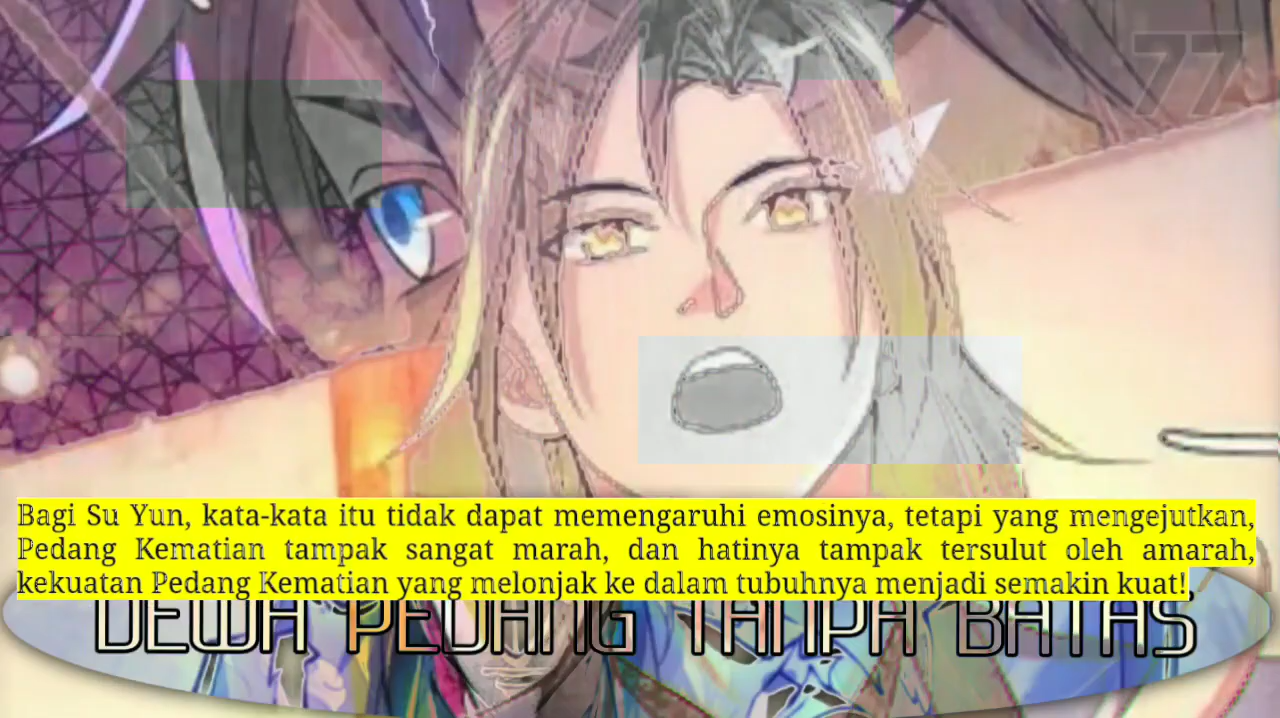 77
Bagi Su Yun, kata-kata itu tidak dapat memengaruhi emosinya, tetapi yang mengejutkan,
Pedang Kematian tampak sangat marah, dan hatinya tampak tersulut oleh amarah,
kekuatan Pedang Kematian yang melonjak ke dalam tubuhnya menjadi semakin kuat!,
DEWA PEDANG TANPA BATAS